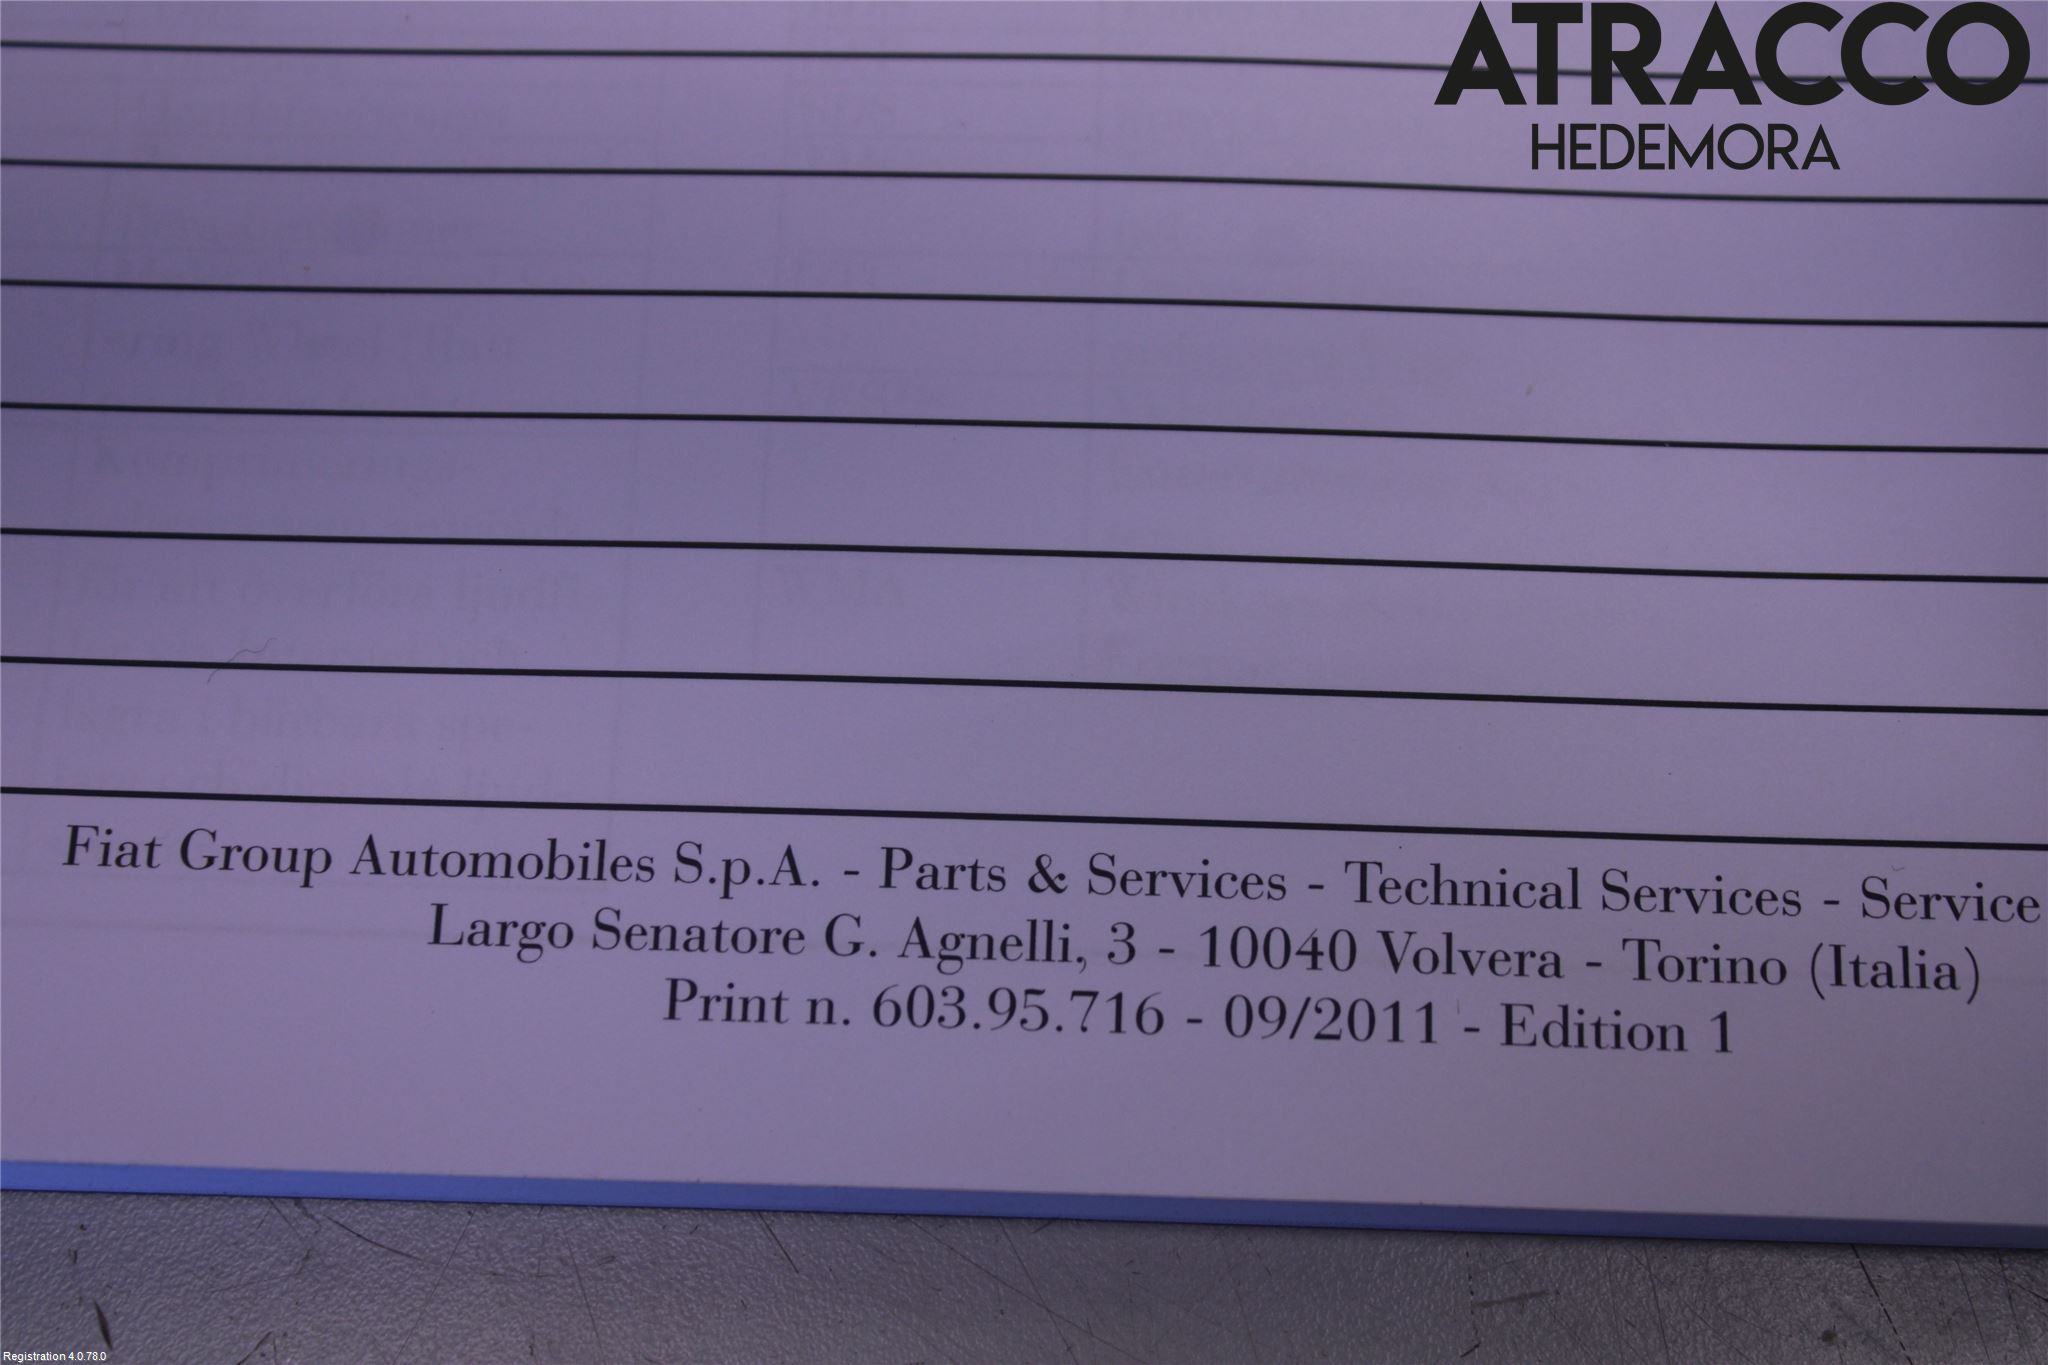 ATRACCO
HEDEMORA
Fiat Group Automobiles S.p.A. - Parts & Services - Technical Services - Service
Largo Senatore G. Agnelli, 3 - 10040 Volvera - Torino (Italia)
Print n. 603.95.716 - 09/2011 - Edition 1
Registration 4.0.78.0